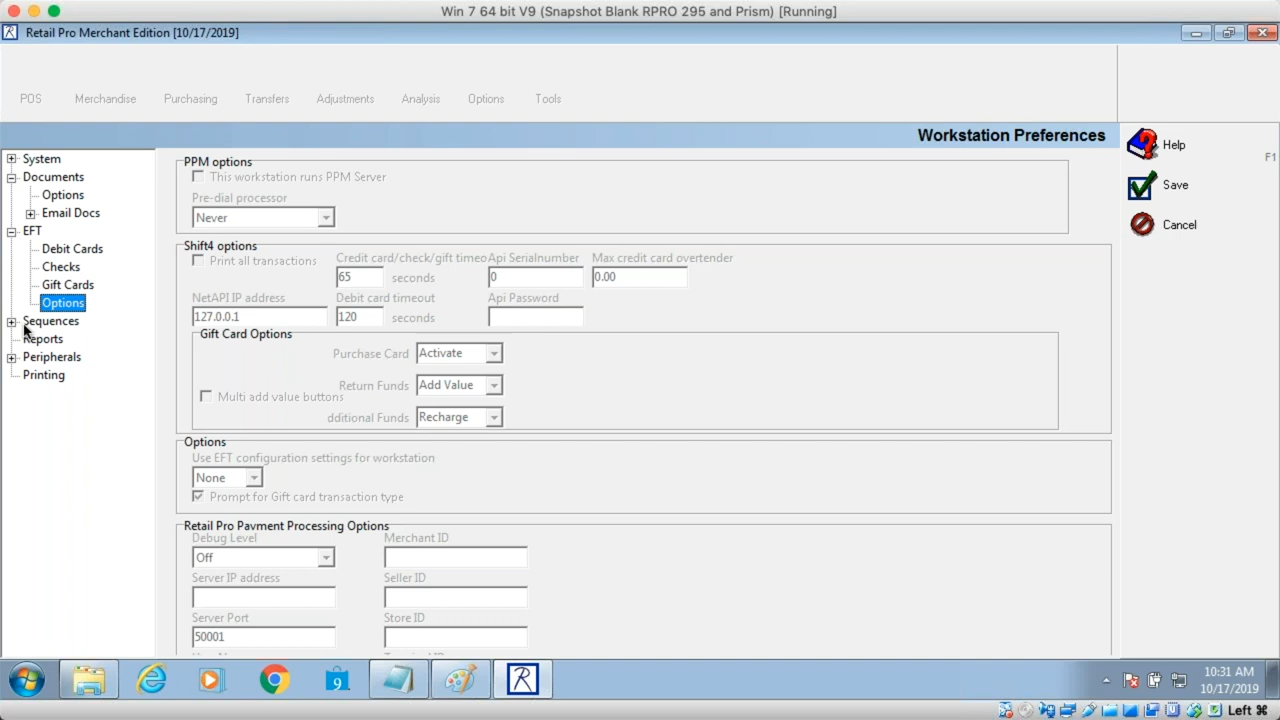 Win 7 64 bit V9 (Snapshot Blank RPRO 295 and Prism) [Running]
Retail Pro Merchant Edition [10/17/2019]
POS Merchandise Purchasing Transfers Adjustments Analysis Options Tools
Workstation Preferences
Help
F1
Save
Cancel
System
Documents
Options
Email Docs
EFT
Debit Cards
Checks
Gift Cards
Options
Sequences
Reports
Peripherals
Printing
PPM options
This workstation runs PPM Server
Pre-dial processor
Never
Shift4 options
Print all transactions
Credit card/check/gift timeo Api Serialnumber Max credit card overtender
65 seconds 0 0.00
NetAPI IP address Debit card timeout Api Password
127.0.0.1 120 seconds
Gift Card Options
Purchase Card Activate
Return Funds Add Value
Multi add value buttons
dditional Funds Recharge
Options
Use EFT configuration settings for workstation
None
Prompt for Gift card transaction type
Retail Pro Payment Processing Options
Debug Level Merchant ID
Off
Server IP address Seller ID
Server Port Store ID
50001
9
10:31 AM
10/17/2019
Left ⌘